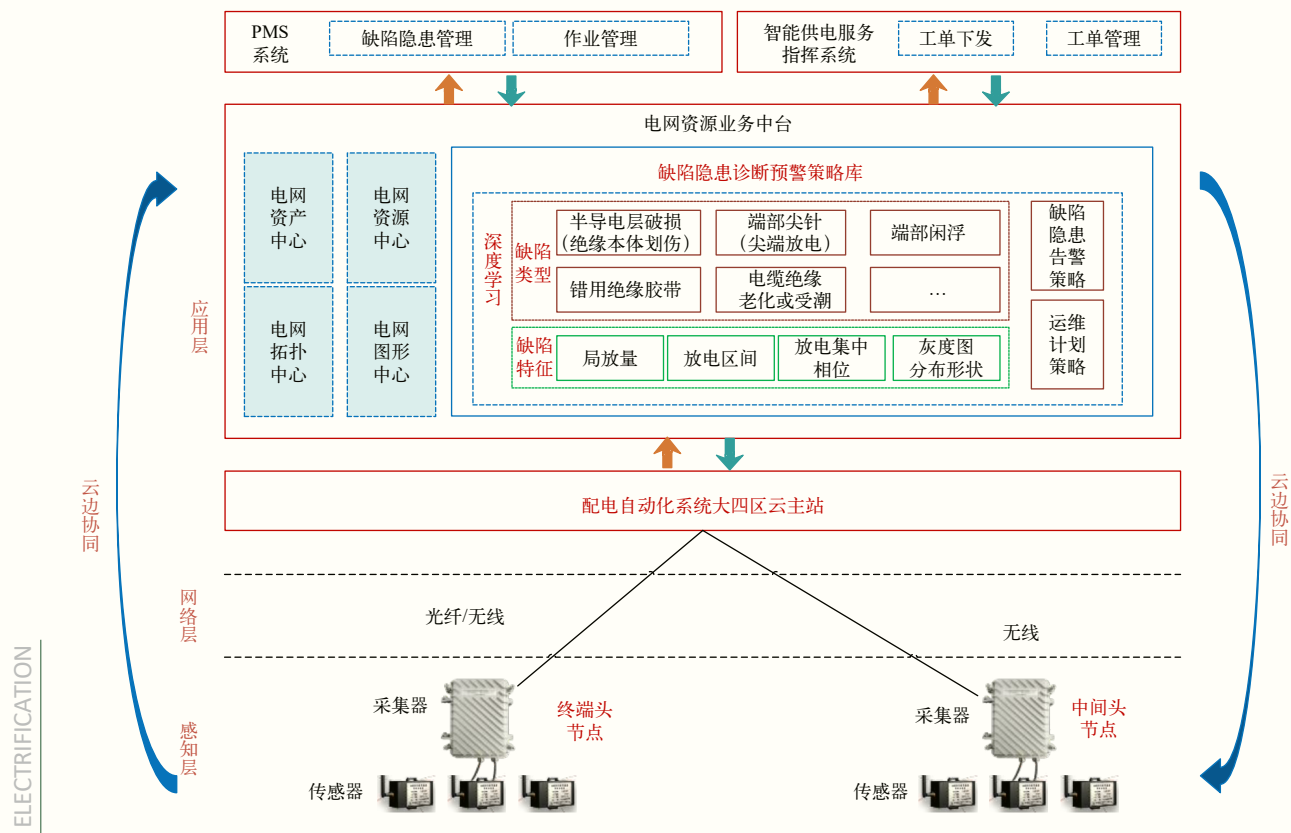 PMS
系统
缺陷隐患管理
作业管理
智能供电服务
指挥系统
工单下发
工单管理
电网资源业务中台
电网
资产
中心
电网
资源
中心
电网
拓扑
中心
电网
图形
中心
缺陷隐患诊断预警策略库
深度学习
缺陷
类型
半导电层破损
(绝缘本体划伤)
端部尖针
(尖端放电)
端部闲浮
错用绝缘胶带
电缆绝缘
老化或受潮
…
缺陷
特征
局放量
放电区间
放电集中
相位
灰度图
分布形状
缺陷
隐患
告警
策略
运维
计划
策略
应用层
配电自动化系统大四区云主站
云边协同
云边协同
网络层
光纤/无线
无线
感知层
采集器
终端头
节点
采集器
中间头
节点
传感器
传感器
ELECTRIFICATION